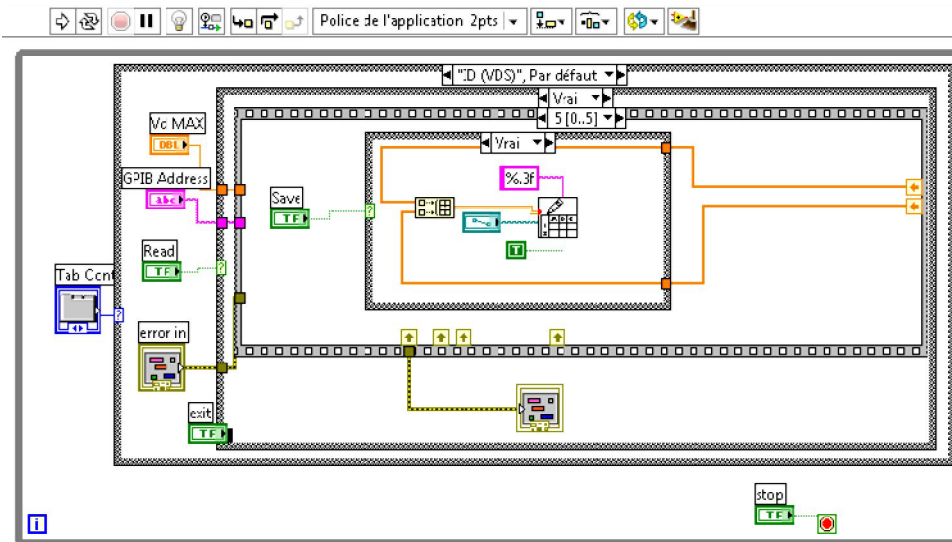 Police de l'application 2pts
"ID (VDS)", Par défaut
Vrai
5 [0..5]
Vrai
Vc MAX
DBL
%.3f
GPIB Address
abc
Save
TF
T
Read
TF
Tab Cont
error in
exit
TF
stop
TF
i